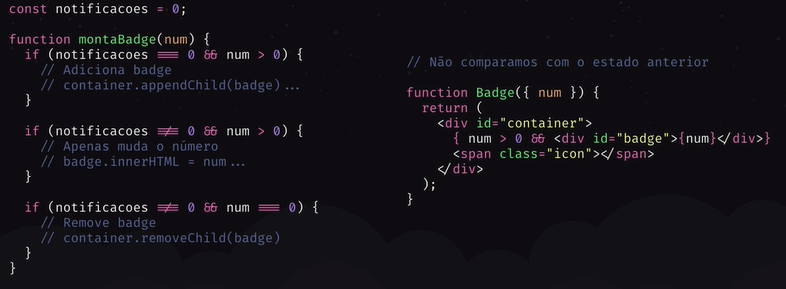 const notificacoes = 0;
function montaBadge(num) {
if (notificacoes === 0 && num > 0) {
// Adiciona badge
// container.appendChild(badge)...
}
if (notificacoes !== 0 && num > 0) {
// Apenas muda o número
// badge.innerHTML = num...
}
if (notificacoes !== 0 && num === 0) {
// Remove badge
// container.removeChild(badge)
}
}
// Não comparamos com o estado anterior
function Badge({ num }) {
return (
<div id="container">
{ num > 0 && <div id="badge">{num}</div>}
<span class="icon"></span>
</div>
);
}